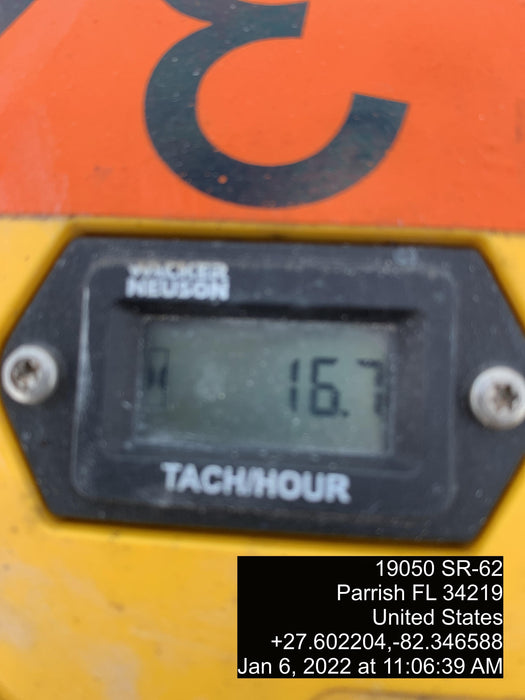 3
WACKER
NEUSON
16.7
TACH/HOUR
19050 SR-62
Parrish FL 34219
United States
+27.602204,-82.346588
Jan 6, 2022 at 11:06:39 AM